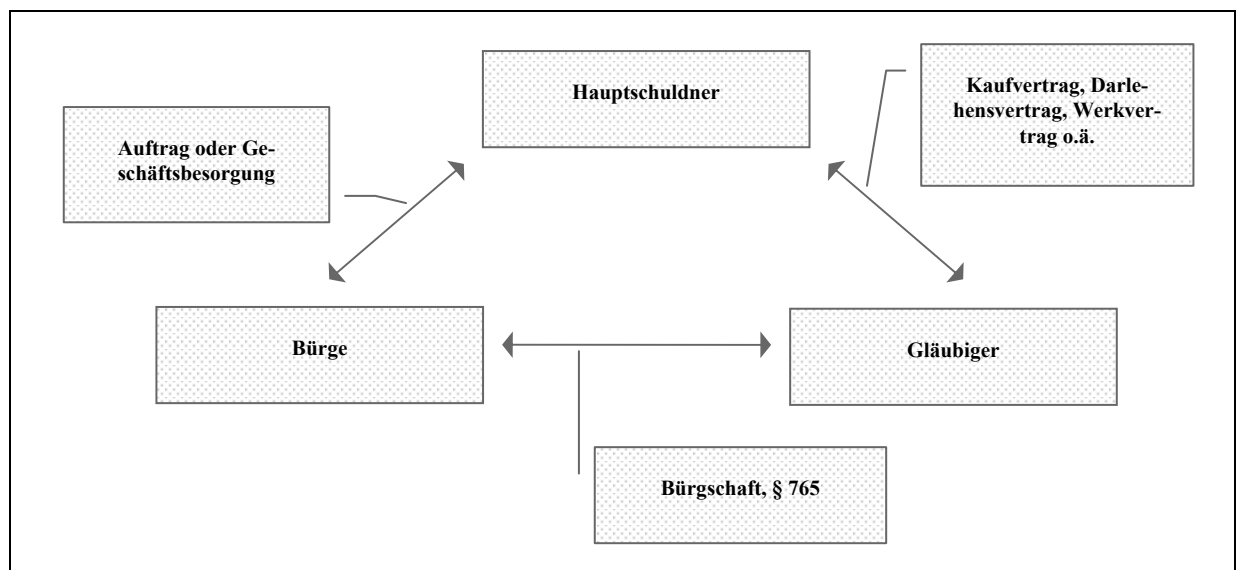 Hauptschuldner
Kaufvertrag, Darle-
hensvertrag, Werkver-
trag o.ä.
Auftrag oder Ge-
schäftsbesorgung
Bürge
Gläubiger
Bürgschaft, § 765